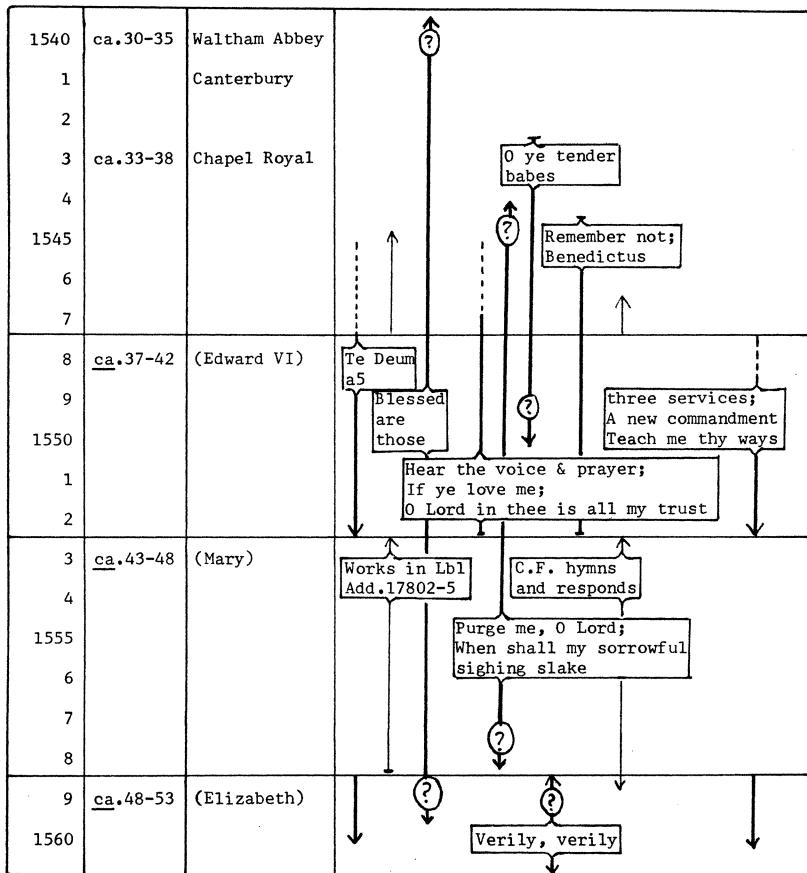 1540 ca.30-35 Waltham Abbey
?
1 Canterbury
2
3 ca.33-38 Chapel Royal
O ye tender
babes
4
?
1545
Remember not;
Benedictus
6
7
8 ca.37-42 (Edward VI)
Te Deum
a5
9
Blessed
are
those
?
three services;
A new commandment
Teach me thy ways
1550
1
Hear the voice & prayer;
If ye love me;
O Lord in thee is all my trust
2
3 ca.43-48 (Mary)
Works in Lbl
Add.17802-5
C.F. hymns
and responds
4
1555
Purge me, O Lord;
When shall my sorrowful
sighing slake
6
7
?
8
9 ca.48-53 (Elizabeth)
?
?
1560
Verily, verily